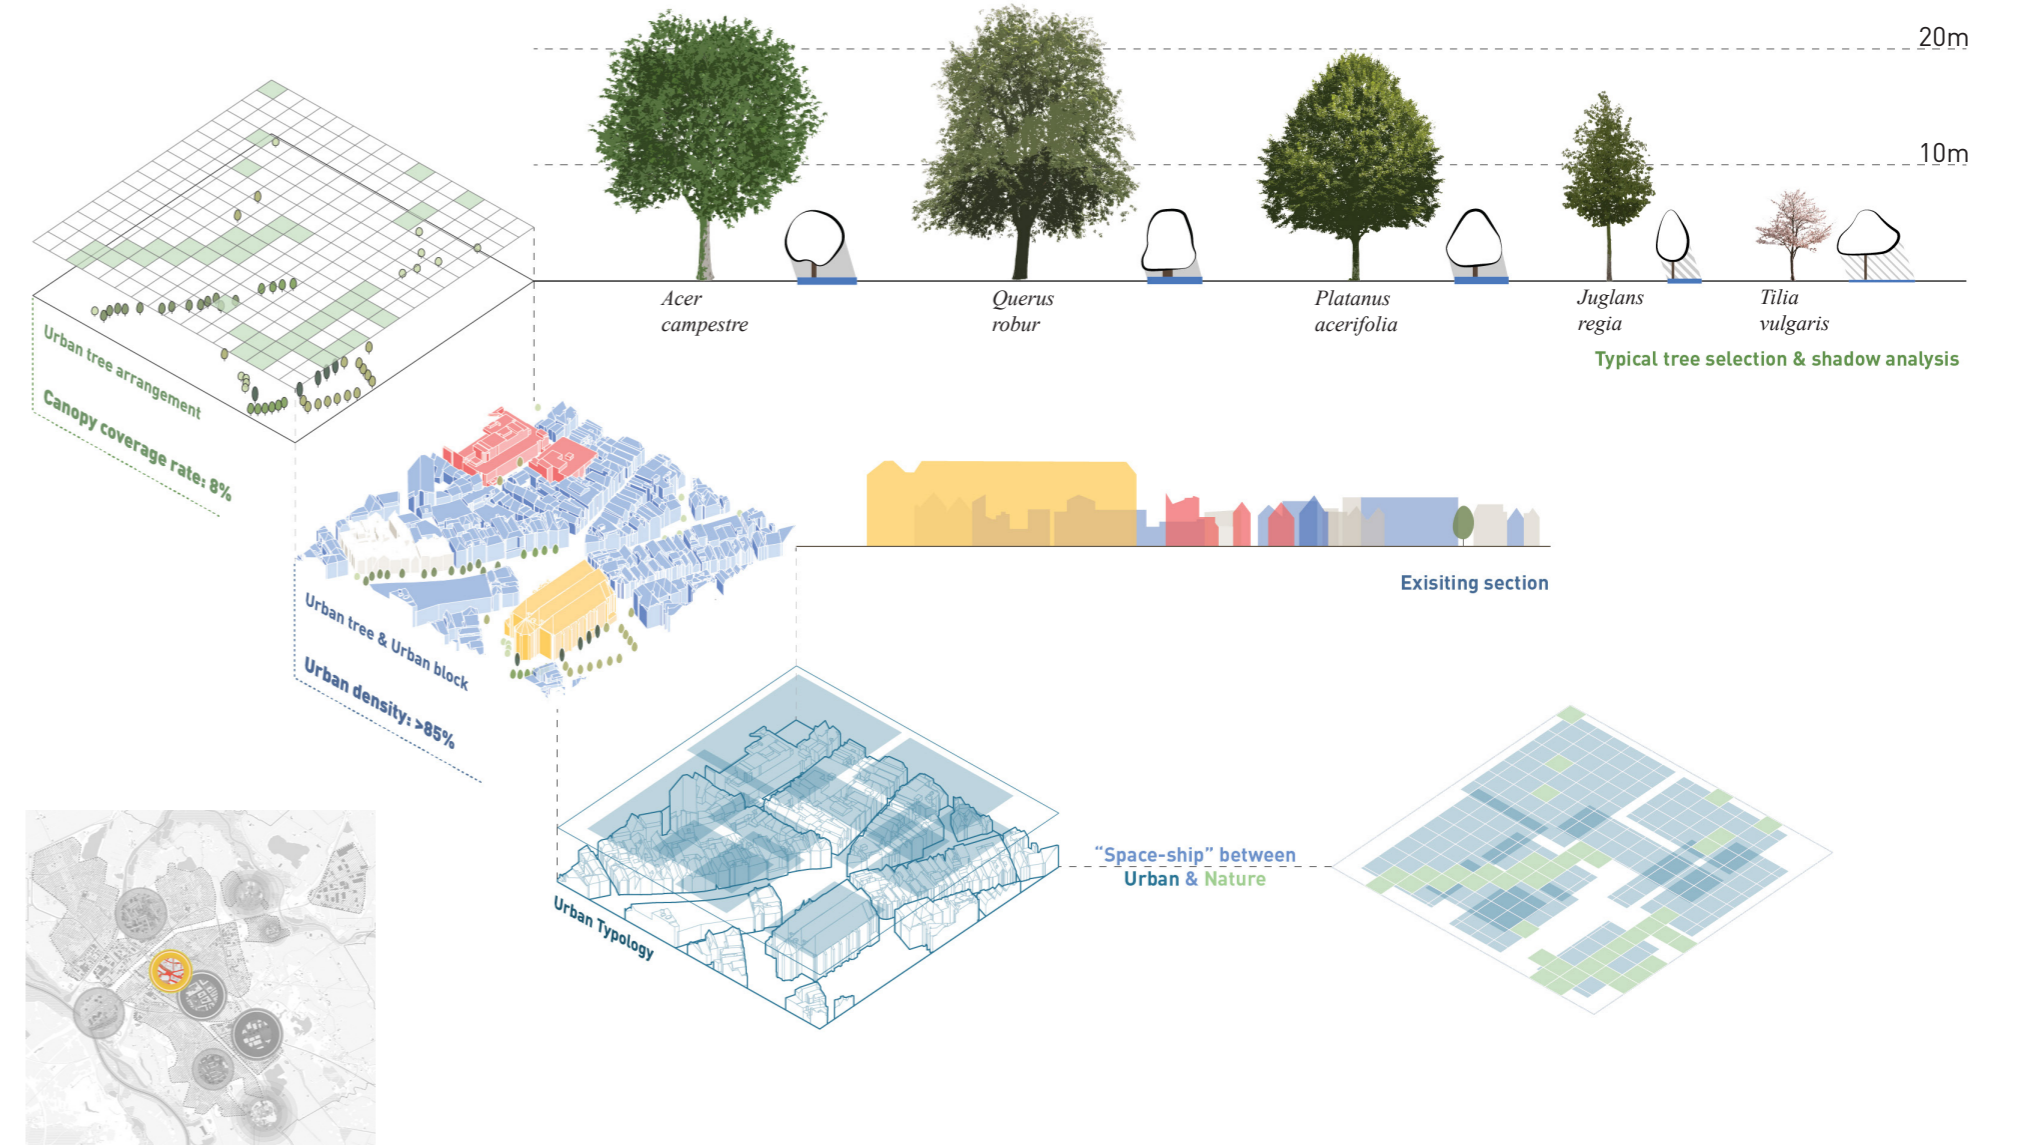 20m
10m
Acer
campestre
Querus
robur
Platanus
acerifolia
Juglans
regia
Tilia
vulgaris
Typical tree selection & shadow analysis
Urban tree arrangement
Canopy coverage rate: 8%
Exisiting section
Urban tree & Urban block
Urban density: >85%
“Space-ship” between
Urban & Nature
Urban Typology